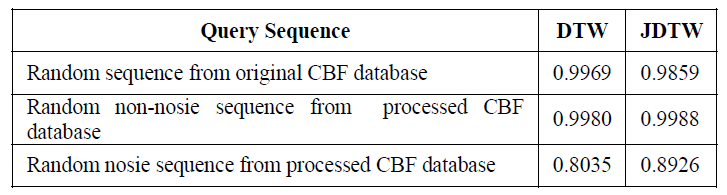 Query Sequence DTW JDTW
Random sequence from original CBF database 0.9969 0.9859
Random non-nosie sequence from processed CBF
database 0.9980 0.9988
Random nosie sequence from processed CBF database 0.8035 0.8926